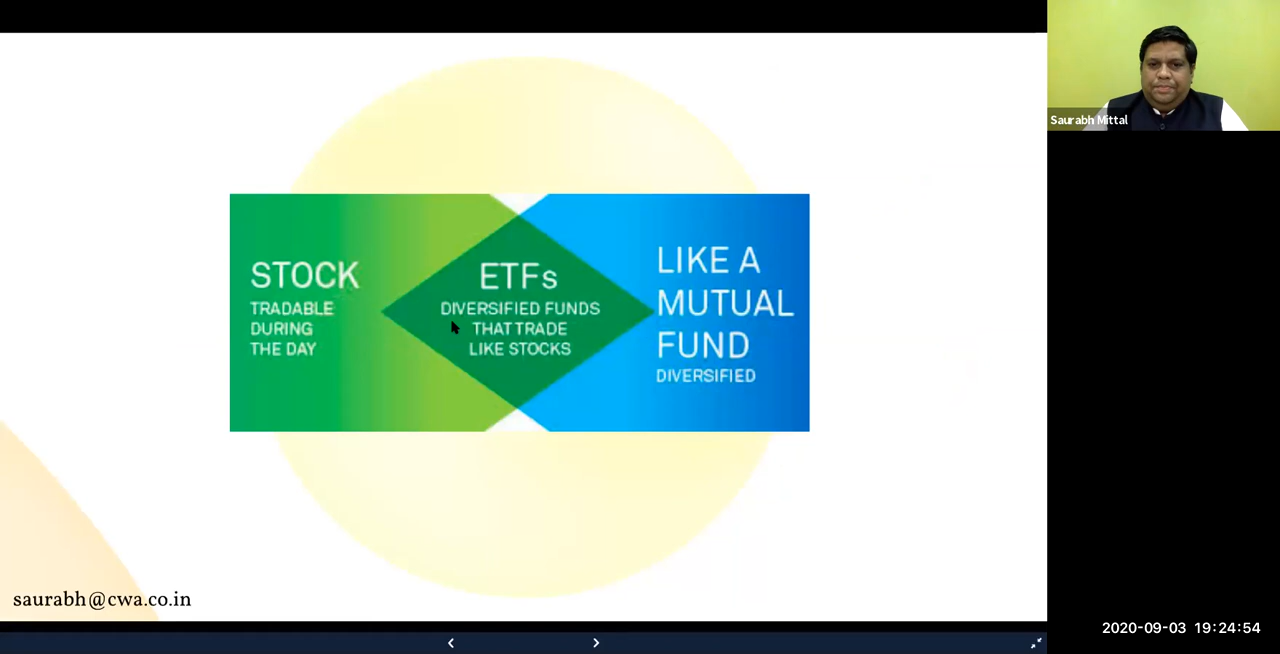 STOCK
TRADABLE
DURING
THE DAY
ETFs
DIVERSIFIED FUNDS
THAT TRADE
LIKE STOCKS
LIKE A
MUTUAL
FUND
DIVERSIFIED
saurabh@cwa.co.in
Saurabh Mittal
2020-09-03 19:24:54